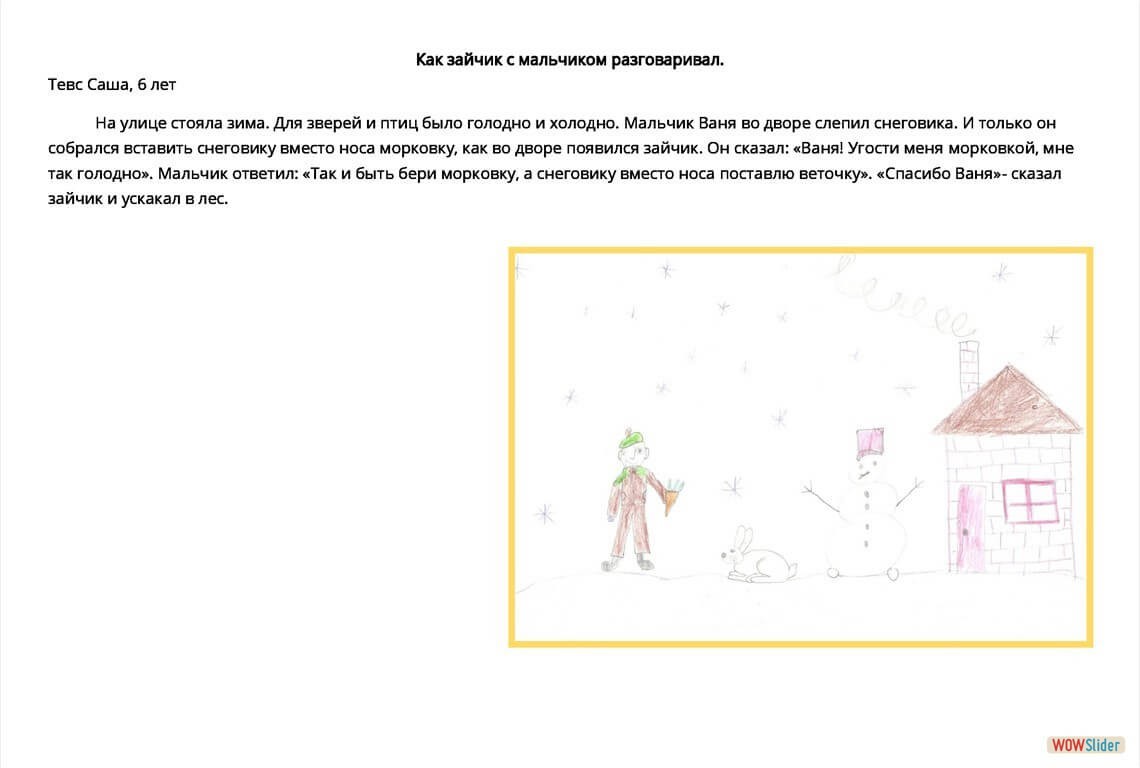 Как зайчик с мальчиком разговаривал.
Тевс Саша, 6 лет
На улице стояла зима. Для зверей и птиц было голодно и холодно. Мальчик Ваня во дворе слепил снеговика. И только он
собрался вставить снеговику вместо носа морковку, как во дворе появился зайчик. Он сказал: «Ваня! Угости меня морковкой, мне
так голодно». Мальчик ответил: «Так и быть бери морковку, а снеговику вместо носа поставлю веточку». «Спасибо Ваня»- сказал
зайчик и ускакал в лес.
WOWSlider